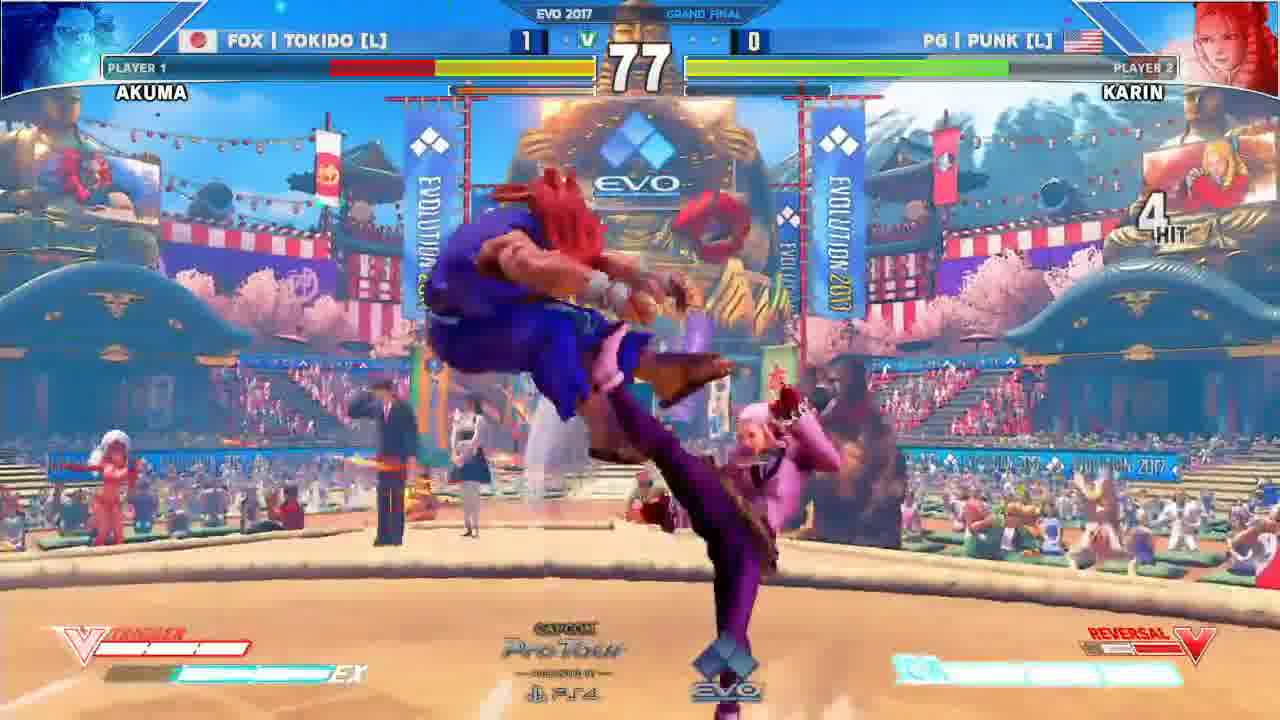 EVO 2017 GRAND FINAL
FOX | TOKIDO [L] 1 V 77 0 PG | PUNK [L]
PLAYER 1 PLAYER 2
AKUMA KARIN
EVO
EVOLUTION
EVOLUTION 2017
4
HIT
V TRIGGER
REVERSAL V
EX
CAPCOM
Pro Tour
PS4
EVO